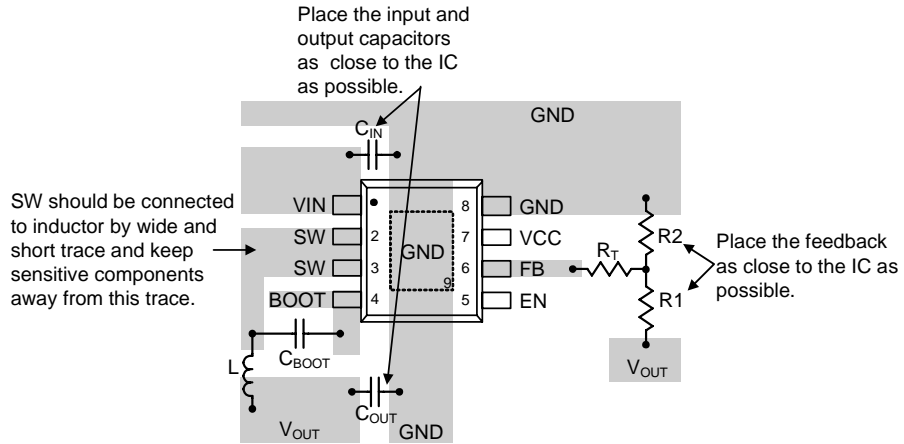 Place the input and
output capacitors
as close to the IC
as possible.
GND
CIN
SW should be connected
to inductor by wide and
short trace and keep
sensitive components
away from this trace.
VIN
8
GND
SW
2
7
VCC
GND
SW
3
6
FB
9
BOOT
4
5
EN
RT
R2
R1
Place the feedback
as close to the IC as
possible.
CBOOT
L
VOUT
COUT
GND
VOUT